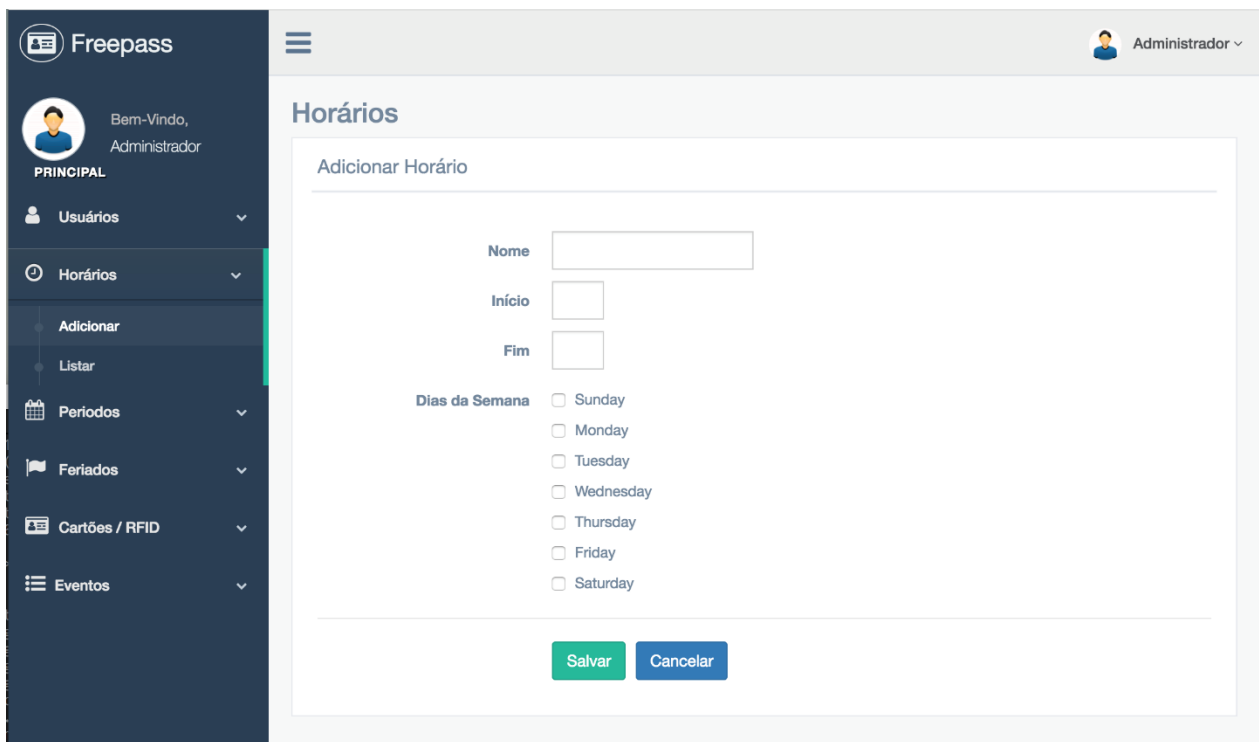 Freepass
Administrador
Bem-Vindo,
Administrador
PRINCIPAL
Usuários
Horários
Adicionar
Listar
Periodos
Feriados
Cartões / RFID
Eventos
Horários
Adicionar Horário
Nome
Início
Fim
Dias da Semana
Sunday
Monday
Tuesday
Wednesday
Thursday
Friday
Saturday
Salvar
Cancelar